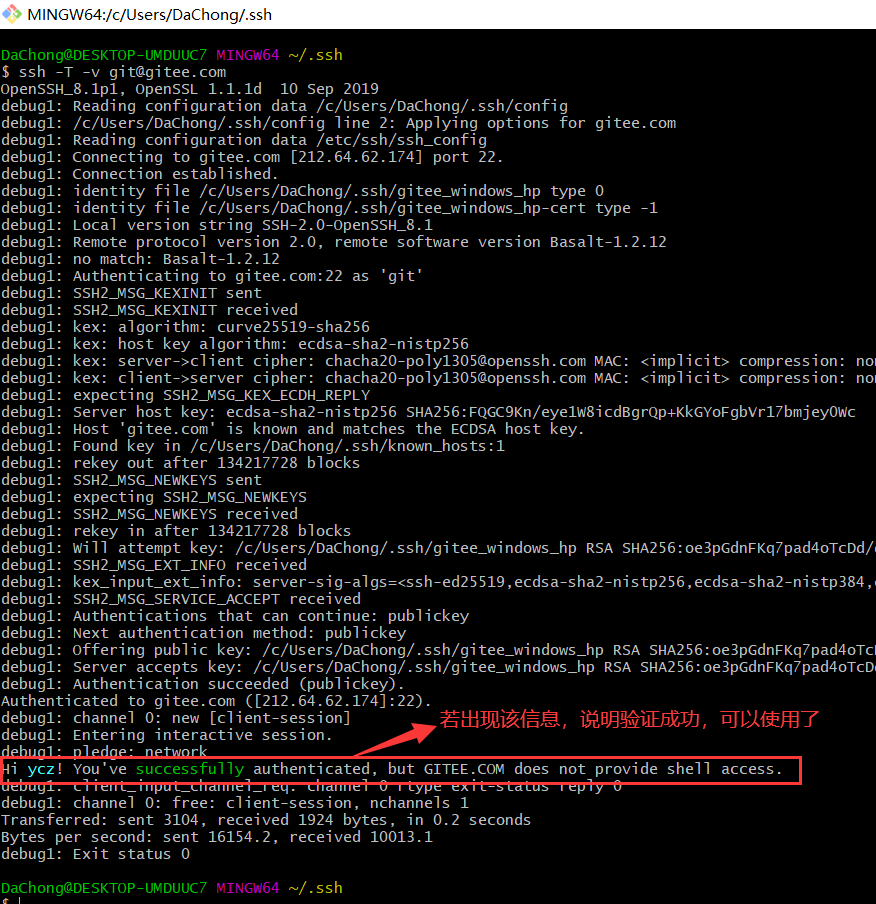 MINGW64:/c/Users/DaChong/.ssh
DaChong@DESKTOP-UMDUUC7 MINGW64 ~/.ssh
$ ssh -T -v git@gitee.com
OpenSSH_8.1p1, OpenSSL 1.1.1d  10 Sep 2019
debug1: Reading configuration data /c/Users/DaChong/.ssh/config
debug1: /c/Users/DaChong/.ssh/config line 2: Applying options for gitee.com
debug1: Reading configuration data /etc/ssh/ssh_config
debug1: Connecting to gitee.com [212.64.62.174] port 22.
debug1: Connection established.
debug1: identity file /c/Users/DaChong/.ssh/gitee_windows_hp type 0
debug1: identity file /c/Users/DaChong/.ssh/gitee_windows_hp-cert type -1
debug1: Local version string SSH-2.0-OpenSSH_8.1
debug1: Remote protocol version 2.0, remote software version Basalt-1.2.12
debug1: no match: Basalt-1.2.12
debug1: Authenticating to gitee.com:22 as 'git'
debug1: SSH2_MSG_KEXINIT sent
debug1: SSH2_MSG_KEXINIT received
debug1: kex: algorithm: curve25519-sha256
debug1: kex: host key algorithm: ecdsa-sha2-nistp256
debug1: kex: server->client cipher: chacha20-poly1305@openssh.com MAC: <implicit> compression: non
debug1: kex: client->server cipher: chacha20-poly1305@openssh.com MAC: <implicit> compression: non
debug1: expecting SSH2_MSG_KEX_ECDH_REPLY
debug1: Server host key: ecdsa-sha2-nistp256 SHA256:FQGC9Kn/eye1W8icdBgrQp+KkGYoFgbVr17bmjey0Wc
debug1: Host 'gitee.com' is known and matches the ECDSA host key.
debug1: Found key in /c/Users/DaChong/.ssh/known_hosts:1
debug1: rekey out after 134217728 blocks
debug1: SSH2_MSG_NEWKEYS sent
debug1: expecting SSH2_MSG_NEWKEYS
debug1: SSH2_MSG_NEWKEYS received
debug1: rekey in after 134217728 blocks
debug1: Will attempt key: /c/Users/DaChong/.ssh/gitee_windows_hp RSA SHA256:oe3pGdnFKq7pad4oTcDd/
debug1: SSH2_MSG_EXT_INFO received
debug1: kex_input_ext_info: server-sig-algs=<ssh-ed25519,ecdsa-sha2-nistp256,ecdsa-sha2-nistp384,
debug1: SSH2_MSG_SERVICE_ACCEPT received
debug1: Authentications that can continue: publickey
debug1: Next authentication method: publickey
debug1: Offering public key: /c/Users/DaChong/.ssh/gitee_windows_hp RSA SHA256:oe3pGdnFKq7pad4oTc
debug1: Server accepts key: /c/Users/DaChong/.ssh/gitee_windows_hp RSA SHA256:oe3pGdnFKq7pad4oTcD
debug1: Authentication succeeded (publickey).
Authenticated to gitee.com ([212.64.62.174]:22).
debug1: channel 0: new [client-session]
若出现该信息，说明验证成功，可以使用了
debug1: Entering interactive session.
debug1: pledge: network
Hi ycz! You've successfully authenticated, but GITEE.COM does not provide shell access.
debug1: client_input_channel_req: channel 0 rtype exit-status reply 0
debug1: channel 0: free: client-session, nchannels 1
Transferred: sent 3104, received 1924 bytes, in 0.2 seconds
Bytes per second: sent 16154.2, received 10013.1
debug1: Exit status 0
DaChong@DESKTOP-UMDUUC7 MINGW64 ~/.ssh
$